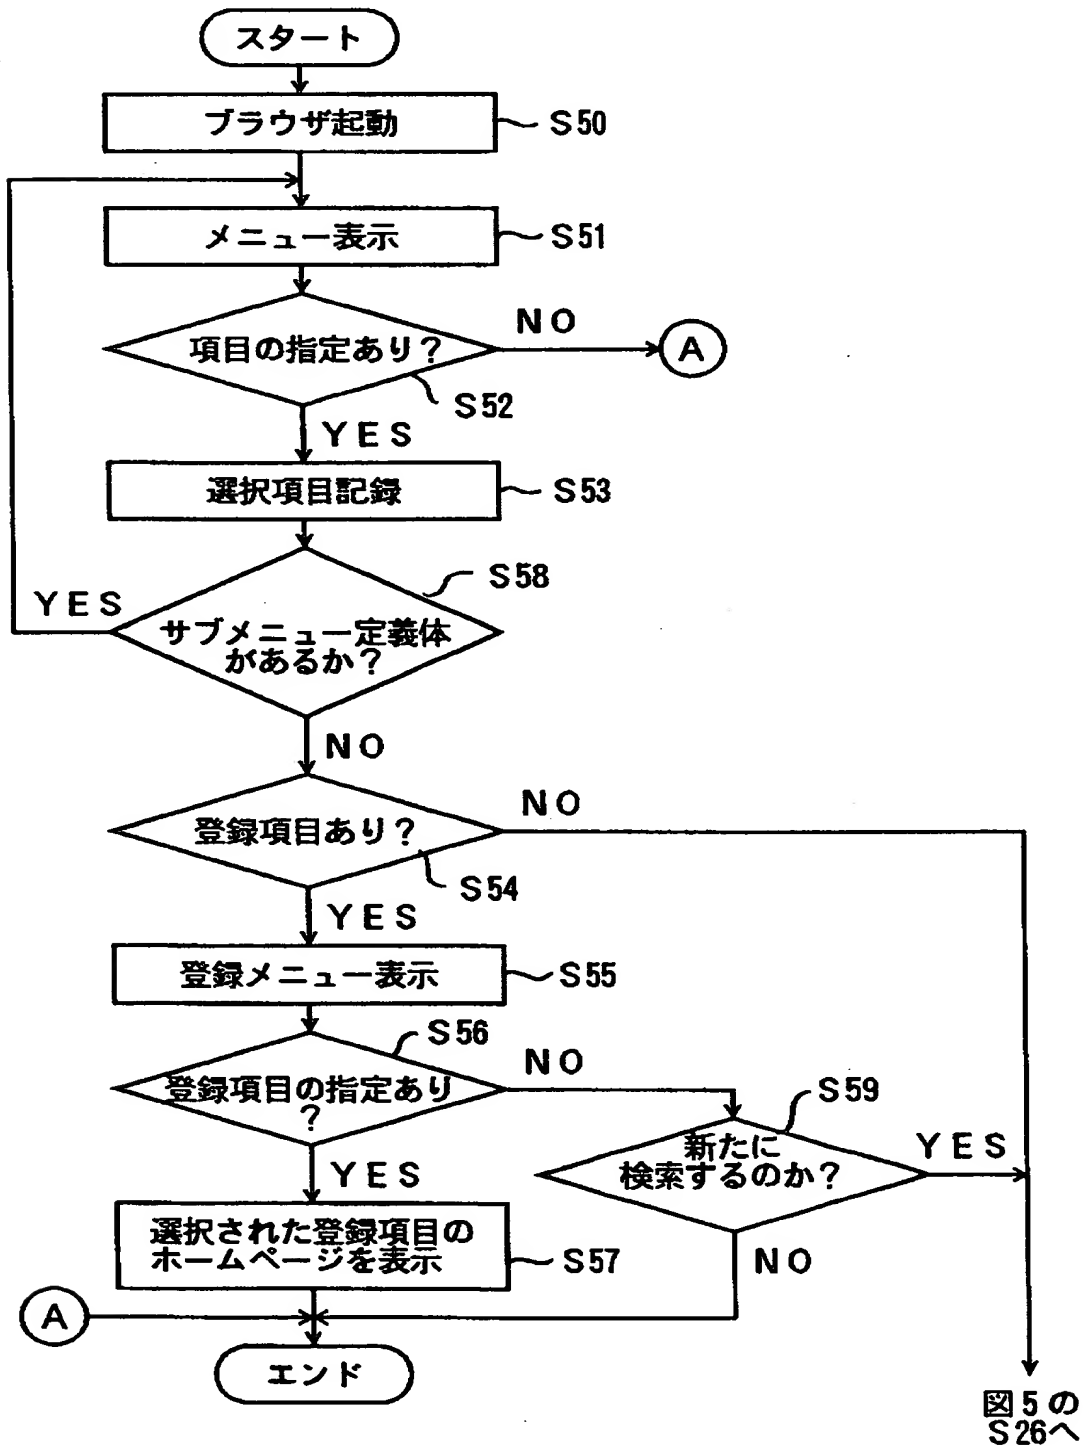 スタート
ブラウザ起動
S50
メニュー表示
S51
項目の指定あり?
NO
A
S52
YES
選択項目記録
S53
S58
YES
サブメニュー定義体
があるか?
NO
登録項目あり?
NO
S54
YES
登録メニュー表示
S55
S56
登録項目の指定あり
?
NO
S59
新たに
検索するのか?
YES
YES
選択された登録項目の
ホームページを表示
S57
NO
A
エンド
図5の
S26へ